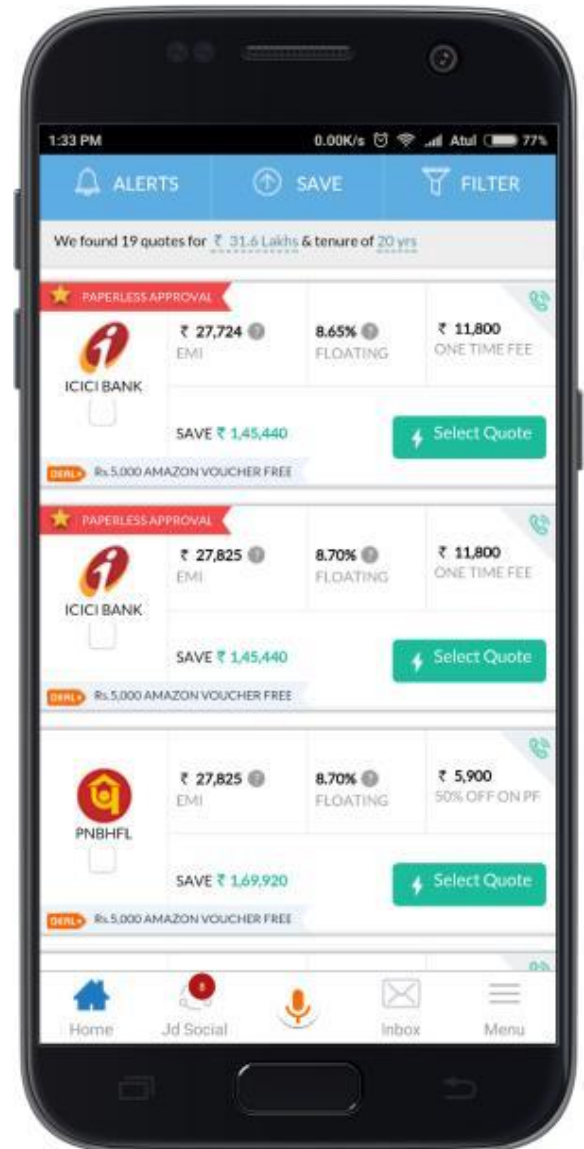 1:33 PM 0.00K/s Atul 77%
ALERTS SAVE FILTER
We found 19 quotes for ₹ 31.6 Lakhs & tenure of 20 yrs
PAPERLESS APPROVAL
ICICI BANK
₹ 27,724 ? 8.65% ? ₹ 11,800
EMI FLOATING ONE TIME FEE
SAVE ₹ 1,45,440 Select Quote
DEAL Rs.5,000 AMAZON VOUCHER FREE
PAPERLESS APPROVAL
ICICI BANK
₹ 27,825 ? 8.70% ? ₹ 11,800
EMI FLOATING ONE TIME FEE
SAVE ₹ 1,45,440 Select Quote
DEAL Rs.5,000 AMAZON VOUCHER FREE
PNBHFL
₹ 27,825 ? 8.70% ? ₹ 5,900
EMI FLOATING 50% OFF ON PF
SAVE ₹ 1,69,920 Select Quote
DEAL Rs.5,000 AMAZON VOUCHER FREE
8
Home Jd Social Inbox Menu